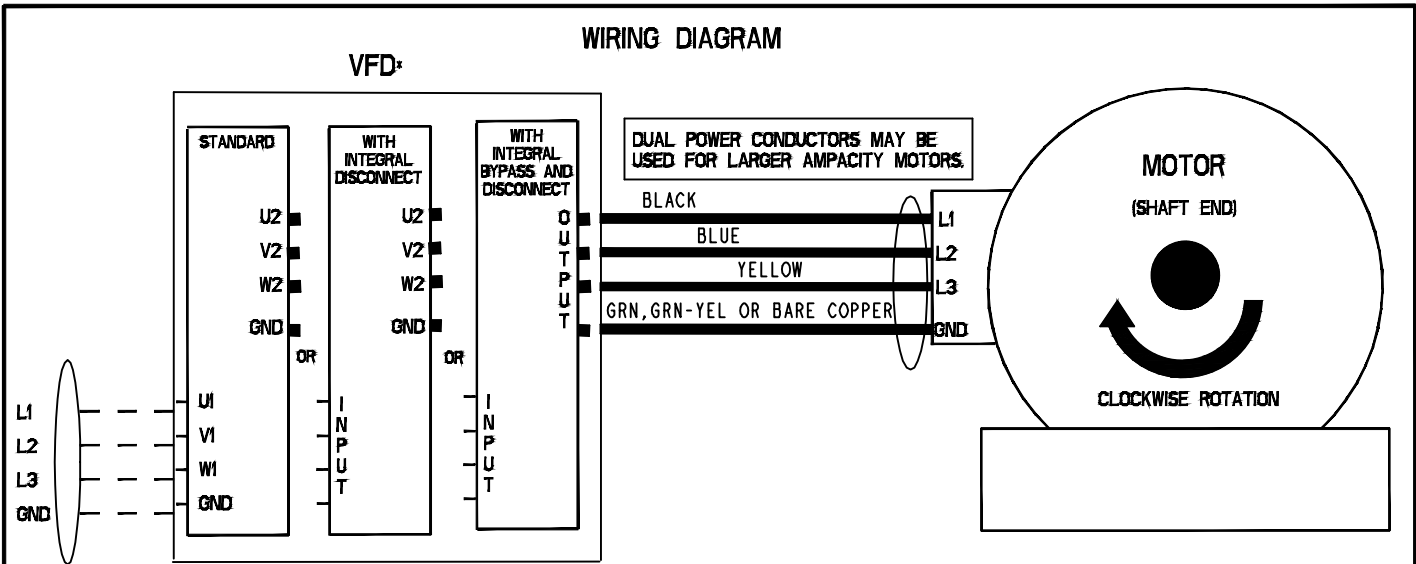 WIRING DIAGRAM
VFD*
STANDARD
U2
V2
W2
GND
OR
U1
V1
W1
GND
L1
L2
L3
GND
WITH
INTEGRAL
DISCONNECT
U2
V2
W2
GND
OR
INPUT
WITH
INTEGRAL
BYPASS AND
DISCONNECT
OUTPUT
INPUT
DUAL POWER CONDUCTORS MAY BE
USED FOR LARGER AMPACITY MOTORS.
BLACK
BLUE
YELLOW
GRN,GRN-YEL OR BARE COPPER
L1
L2
L3
GND
MOTOR
(SHAFT END)
CLOCKWISE ROTATION